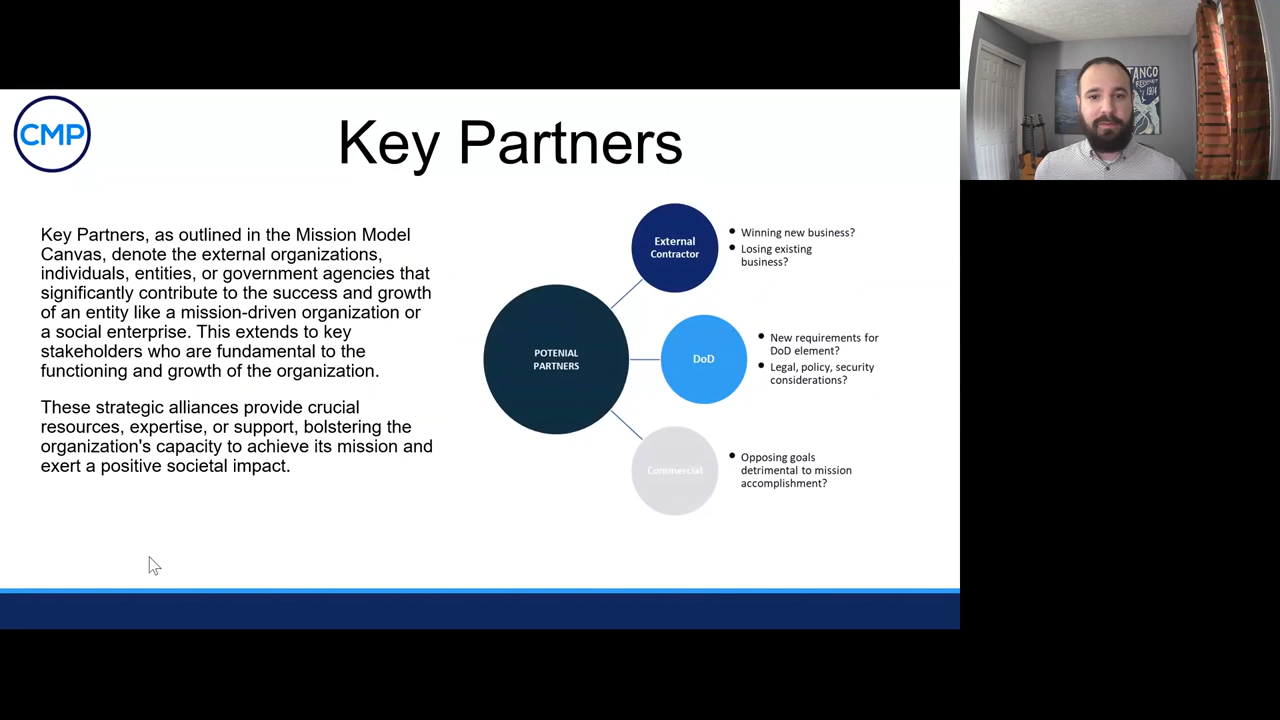 CMP
Key Partners
Key Partners, as outlined in the Mission Model
Canvas, denote the external organizations,
individuals, entities, or government agencies that
significantly contribute to the success and growth
of an entity like a mission-driven organization or
a social enterprise. This extends to key
stakeholders who are fundamental to the
functioning and growth of the organization.
These strategic alliances provide crucial
resources, expertise, or support, bolstering the
organization's capacity to achieve its mission and
exert a positive societal impact.
POTENIAL
PARTNERS
External
Contractor
• Winning new business?
• Losing existing
business?
DoD
• New requirements for
DoD element?
• Legal, policy, security
considerations?
Commercial
• Opposing goals
detrimental to mission
accomplishment?
TANCO
1904